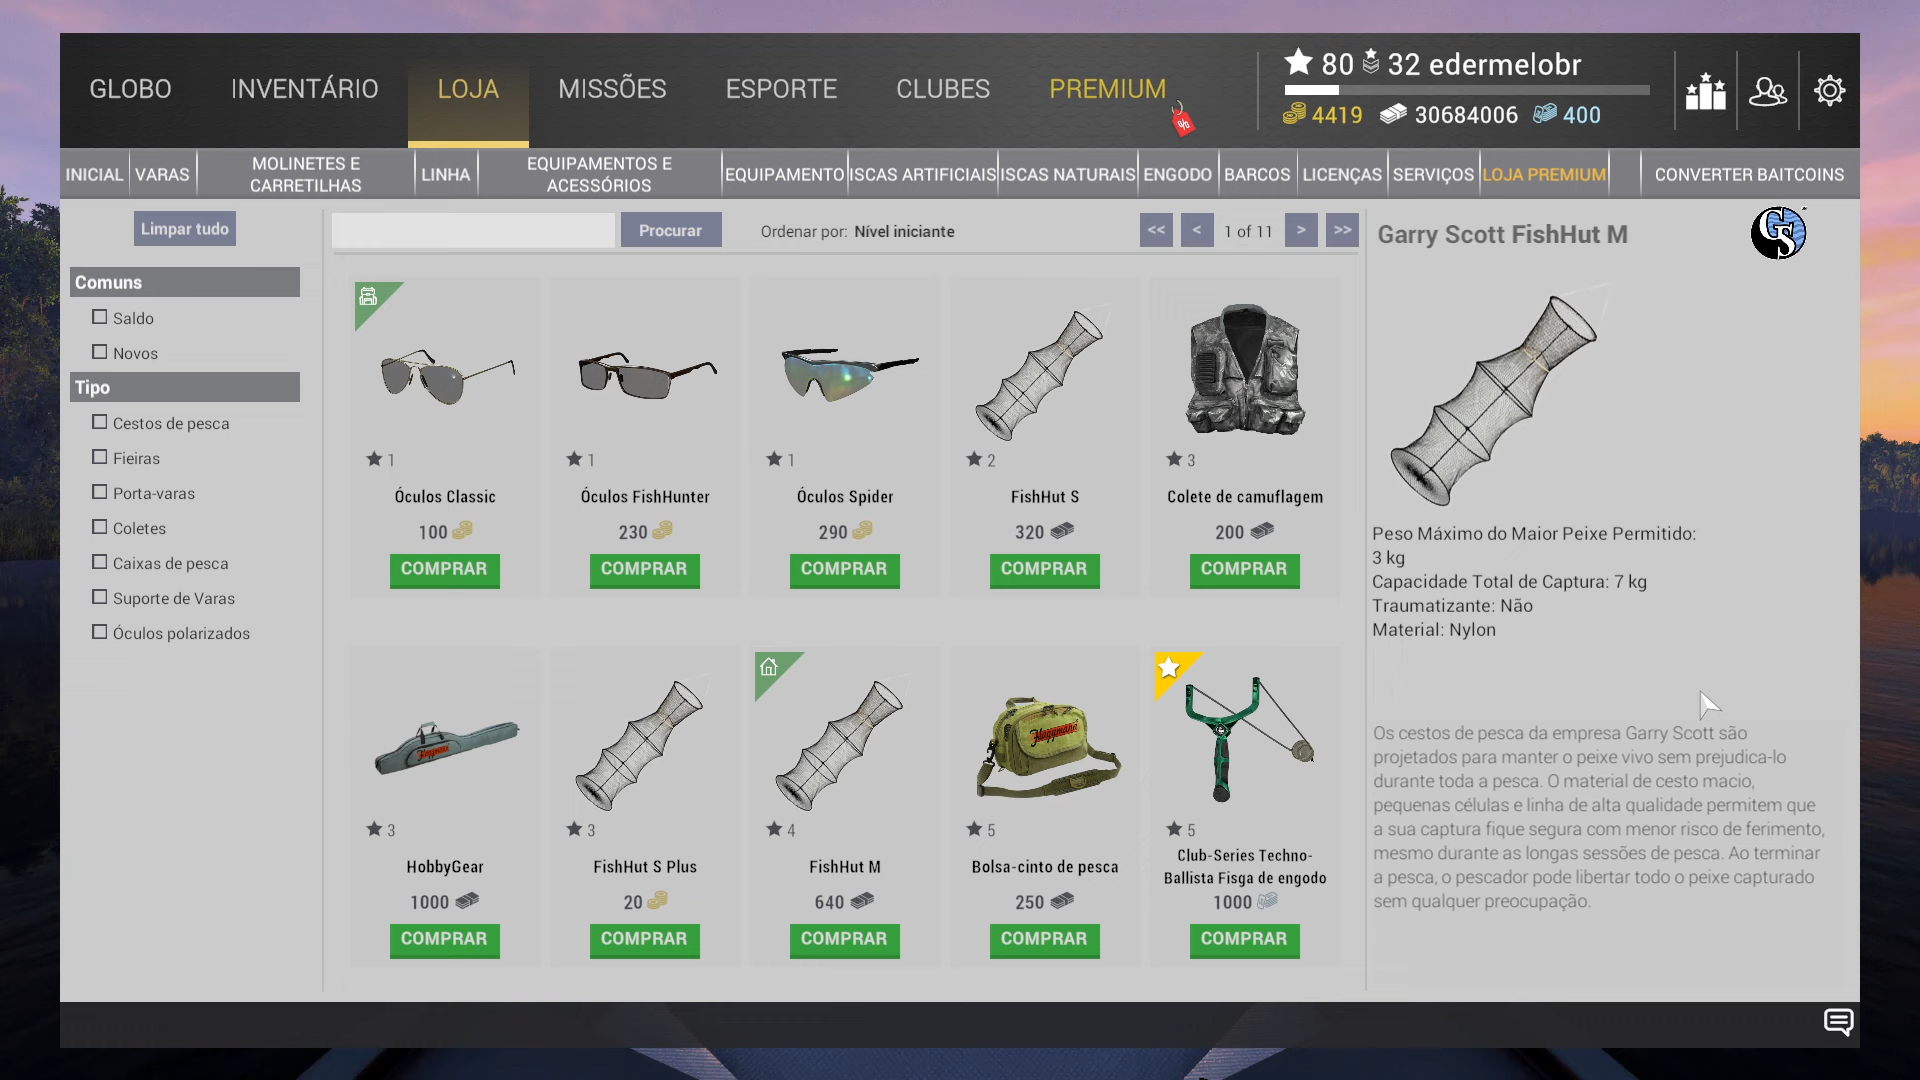 GLOBO
INVENTÁRIO
LOJA
MISSÕES
ESPORTE
CLUBES
PREMIUM
%
80 32 edermelobr
4419 30684006 400
INICIAL
VARAS
MOLINETES E
CARRETILHAS
LINHA
EQUIPAMENTOS E
ACESSÓRIOS
EQUIPAMENTO
ISCAS ARTIFICIAIS
ISCAS NATURAIS
ENGODO
BARCOS
LICENÇAS
SERVIÇOS
LOJA PREMIUM
CONVERTER BAITCOINS
Limpar tudo
Comuns
Saldo
Novos
Tipo
Cestos de pesca
Fieiras
Porta-varas
Coletes
Caixas de pesca
Suporte de Varas
Óculos polarizados
Procurar
Ordenar por: Nível iniciante
<< < 1 of 11 > >>
1
Óculos Classic
100
COMPRAR
1
Óculos FishHunter
230
COMPRAR
1
Óculos Spider
290
COMPRAR
2
FishHut S
320
COMPRAR
3
Colete de camuflagem
200
COMPRAR
Flagmann
3
HobbyGear
1000
COMPRAR
3
FishHut S Plus
20
COMPRAR
4
FishHut M
640
COMPRAR
Flagmann
5
Bolsa-cinto de pesca
250
COMPRAR
5
Club-Series Techno-
Ballista Fisga de engodo
1000
COMPRAR
Garry Scott FishHut M
GS
Peso Máximo do Maior Peixe Permitido:
3 kg
Capacidade Total de Captura: 7 kg
Traumatizante: Não
Material: Nylon
Os cestos de pesca da empresa Garry Scott são
projetados para manter o peixe vivo sem prejudica-lo
durante toda a pesca. O material de cesto macio,
pequenas células e linha de alta qualidade permitem que
a sua captura fique segura com menor risco de ferimento,
mesmo durante as longas sessões de pesca. Ao terminar
a pesca, o pescador pode libertar todo o peixe capturado
sem qualquer preocupação.